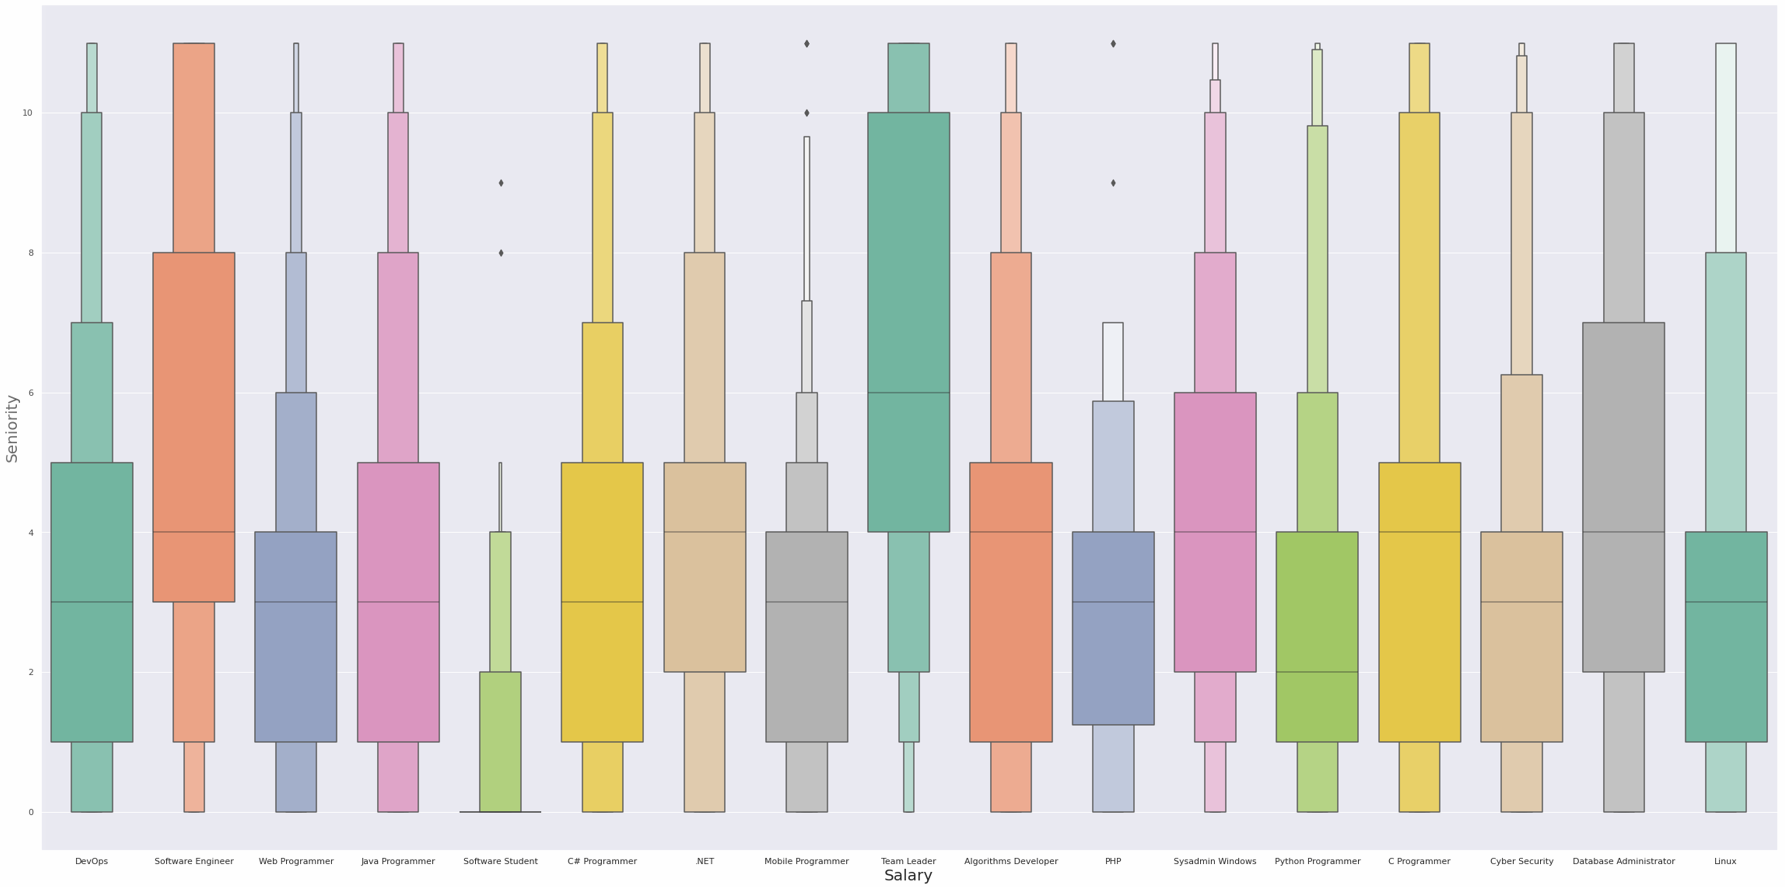 10
8
6
4
2
0
Seniority
DevOps Software Engineer Web Programmer Java Programmer Software Student C# Programmer .NET Mobile Programmer Team Leader Algorithms Developer PHP Sysadmin Windows Python Programmer C Programmer Cyber Security Database Administrator Linux
Salary